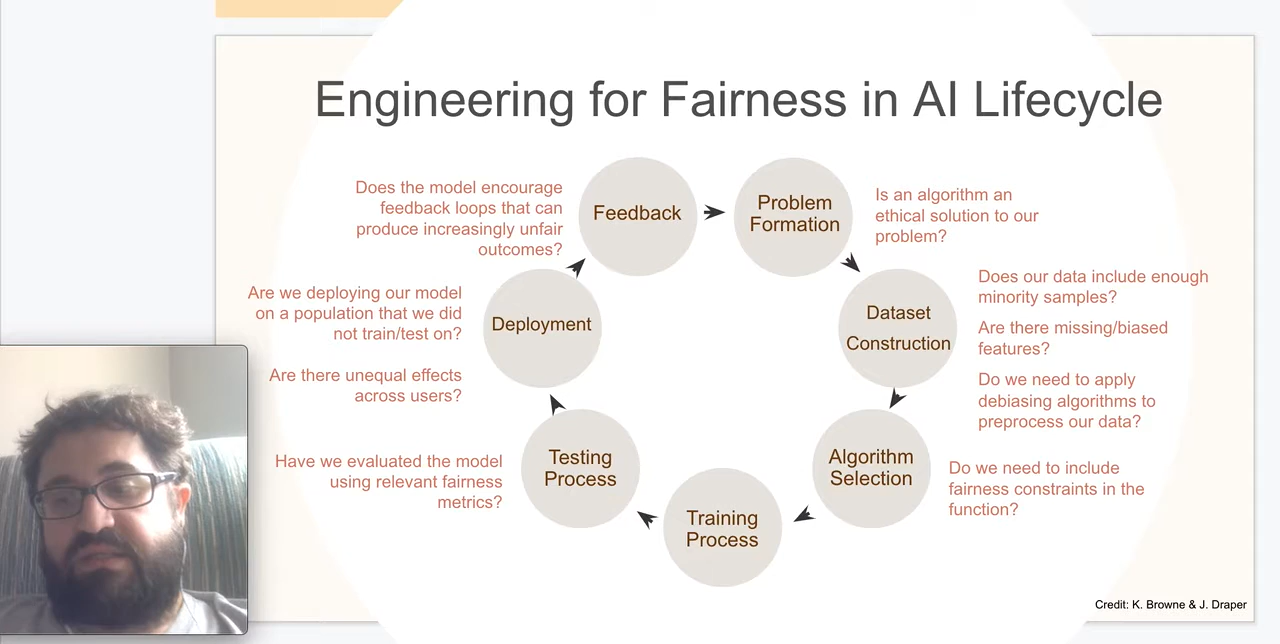 Engineering for Fairness in AI Lifecycle
Does the model encourage
feedback loops that can
produce increasingly unfair
outcomes?
Feedback
Problem
Formation
Is an algorithm an
ethical solution to our
problem?
Are we deploying our model
on a population that we did
not train/test on?
Are there unequal effects
across users?
Deployment
Dataset
Construction
Does our data include enough
minority samples?
Are there missing/biased
features?
Do we need to apply
debiasing algorithms to
preprocess our data?
Have we evaluated the model
using relevant fairness
metrics?
Testing
Process
Training
Process
Algorithm
Selection
Do we need to include
fairness constraints in the
function?
Credit: K. Browne & J. Draper